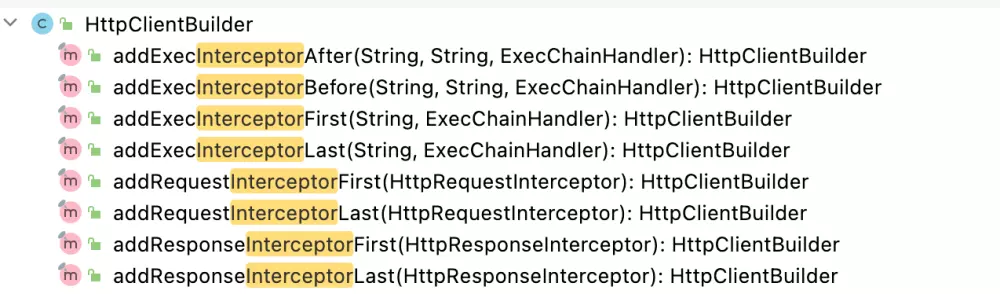 HttpClientBuilder
addExecInterceptorAfter(String, String, ExecChainHandler): HttpClientBuilder
addExecInterceptorBefore(String, String, ExecChainHandler): HttpClientBuilder
addExecInterceptorFirst(String, ExecChainHandler): HttpClientBuilder
addExecInterceptorLast(String, ExecChainHandler): HttpClientBuilder
addRequestInterceptorFirst(HttpRequestInterceptor): HttpClientBuilder
addRequestInterceptorLast(HttpRequestInterceptor): HttpClientBuilder
addResponseInterceptorFirst(HttpResponseInterceptor): HttpClientBuilder
addResponseInterceptorLast(HttpResponseInterceptor): HttpClientBuilder